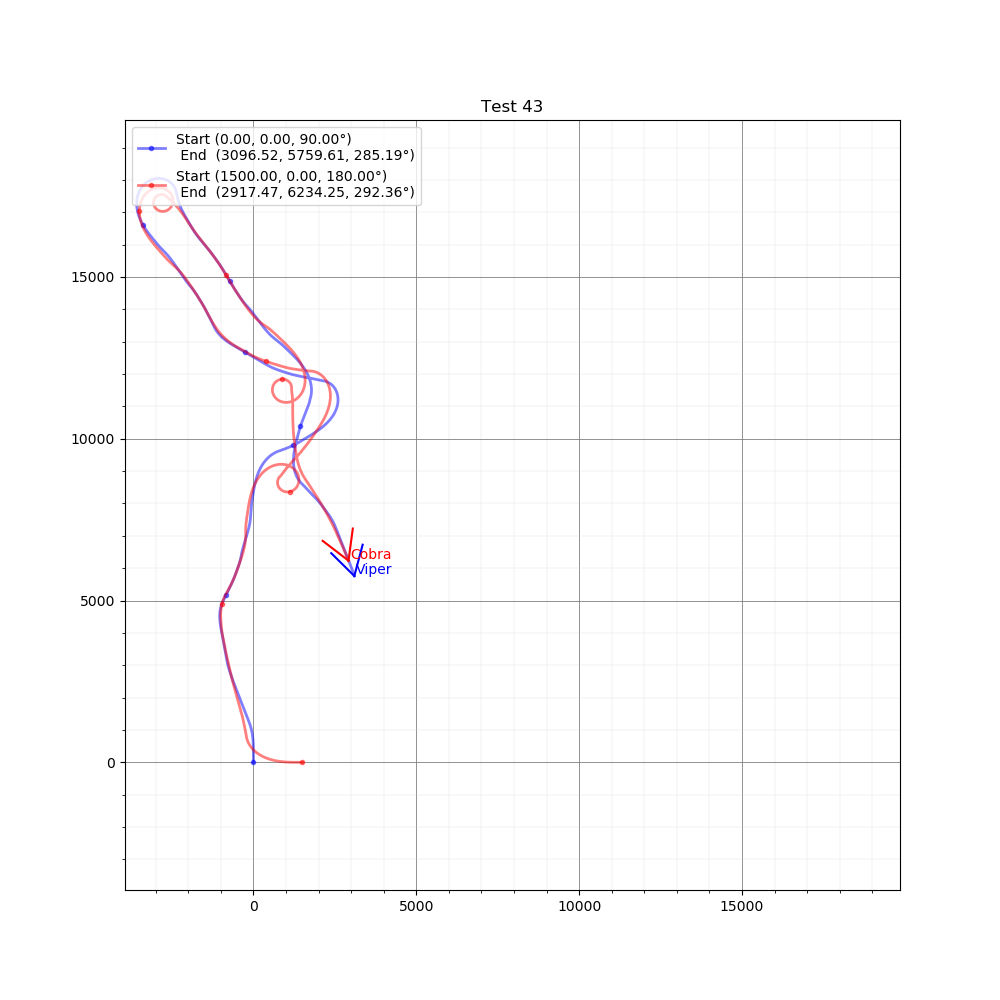 Test 43
Start (0.00, 0.00, 90.00°)
End (3096.52, 5759.61, 285.19°)
Start (1500.00, 0.00, 180.00°)
End (2917.47, 6234.25, 292.36°)
15000
10000
5000
0
Cobra
Viper
0 5000 10000 15000